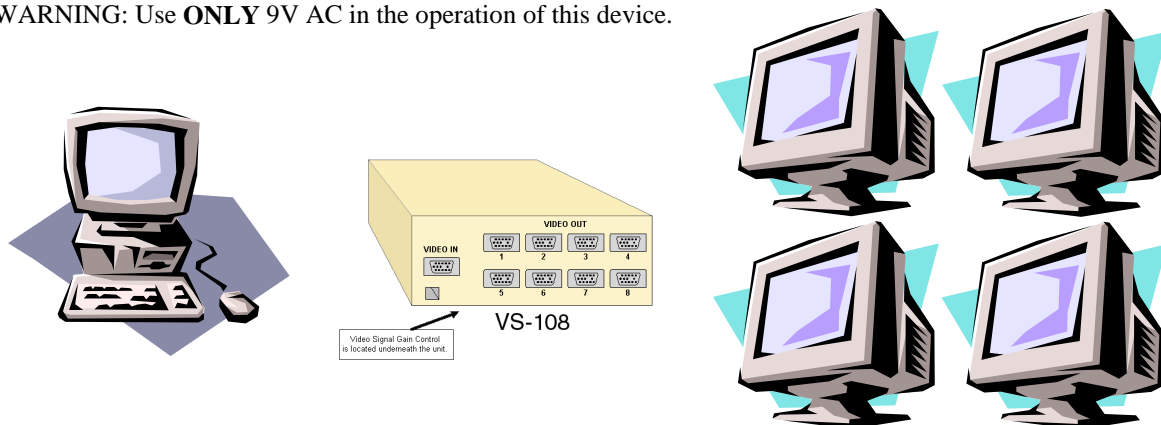 WARNING: Use ONLY 9V AC in the operation of this device.
VIDEO OUT
VIDEO IN
1 2 3 4
5 6 7 8
VS-108
Video Signal Gain Control
is located underneath the unit.